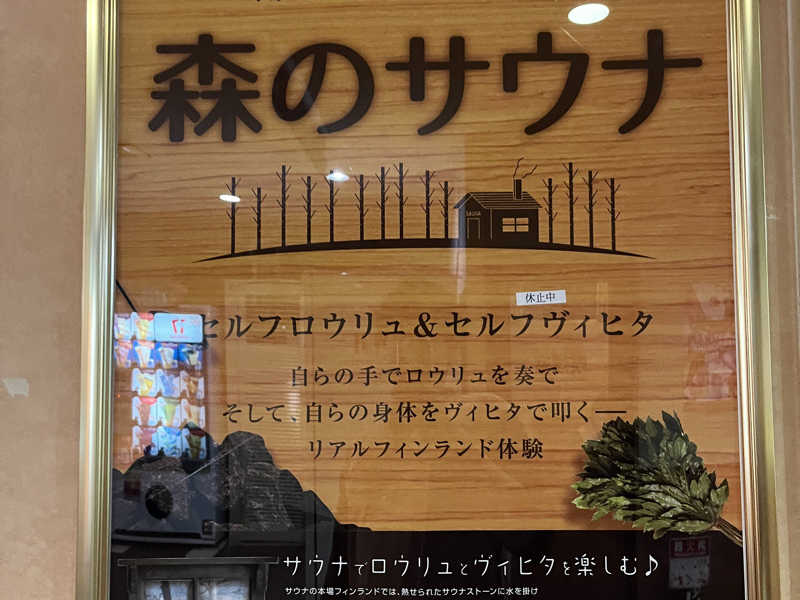 森のサウナ
SAUNA
休止中
セルフロウリュ&セルフヴィヒタ
自らの手でロウリュを奏で
そして、自らの身体をヴィヒタで叩く―
リアルフィンランド体験
サウナでロウリュとヴィヒタを楽しむ♪
サウナの本場フィンランドでは、熱せられたサウナストーンに水を掛け